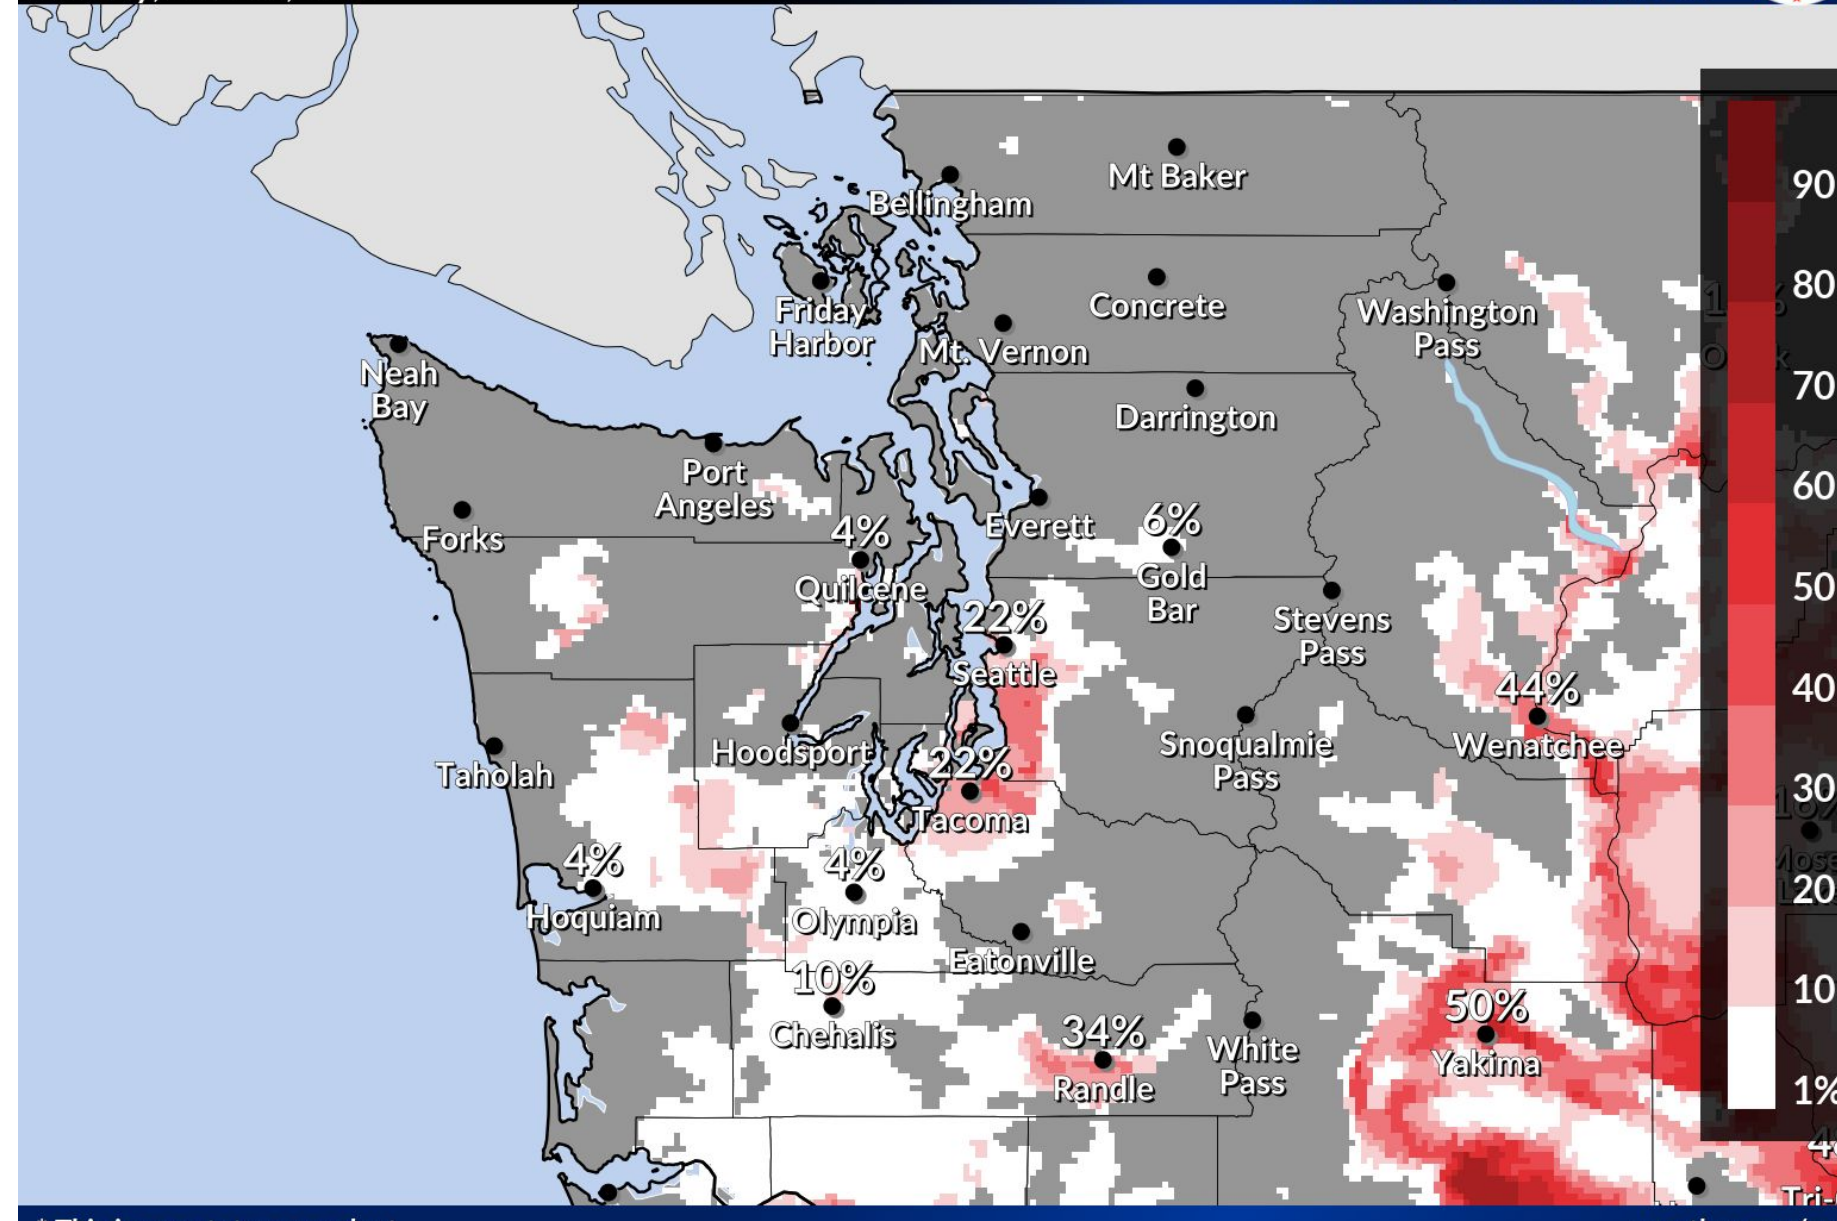 Mt Baker
Bellingham
Concrete
Friday
Harbor
Washington
Pass
Mt. Vernon
Neah
Bay
Darrington
Port
Angeles
Forks
4%
Quilcene
Everett
6%
Gold
Bar
22%
Seattle
Stevens
Pass
44%
Wenatchee
Hoodsport
Snoqualmie
Pass
Taholah
22%
Tacoma
4%
Hoquiam
4%
Olympia
Eatonville
10%
Chehalis
34%
Randle
White
Pass
50%
Yakima
90
80
70
60
50
40
30
20
10
1%